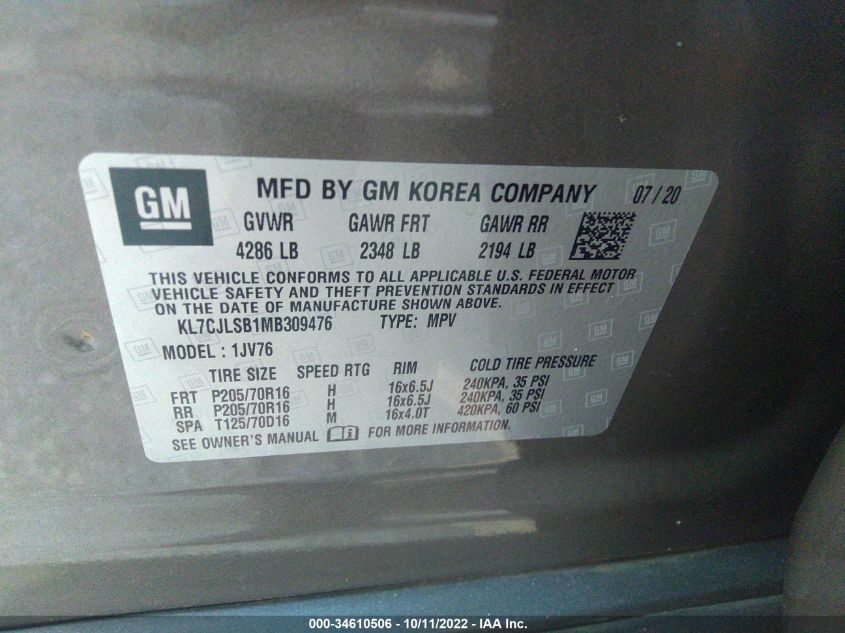 GM
MFD BY GM KOREA COMPANY 07/20
GVWR GAWR FRT GAWR RR
4286 LB 2348 LB 2194 LB
THIS VEHICLE CONFORMS TO ALL APPLICABLE U.S. FEDERAL MOTOR
VEHICLE SAFETY AND THEFT PREVENTION STANDARDS IN EFFECT
ON THE DATE OF MANUFACTURE SHOWN ABOVE.
KL7CJLSB1MB309476 TYPE: MPV
MODEL : 1JV76
TIRE SIZE SPEED RTG RIM COLD TIRE PRESSURE
FRT P205/70R16 H 16x6.5J 240KPA, 35 PSI
RR P205/70R16 H 16x6.5J 240KPA, 35 PSI
SPA T125/70D16 M 16x4.0T 420KPA, 60 PSI
SEE OWNER'S MANUAL FOR MORE INFORMATION.
000-34610506 - 10/11/2022 - IAA Inc.